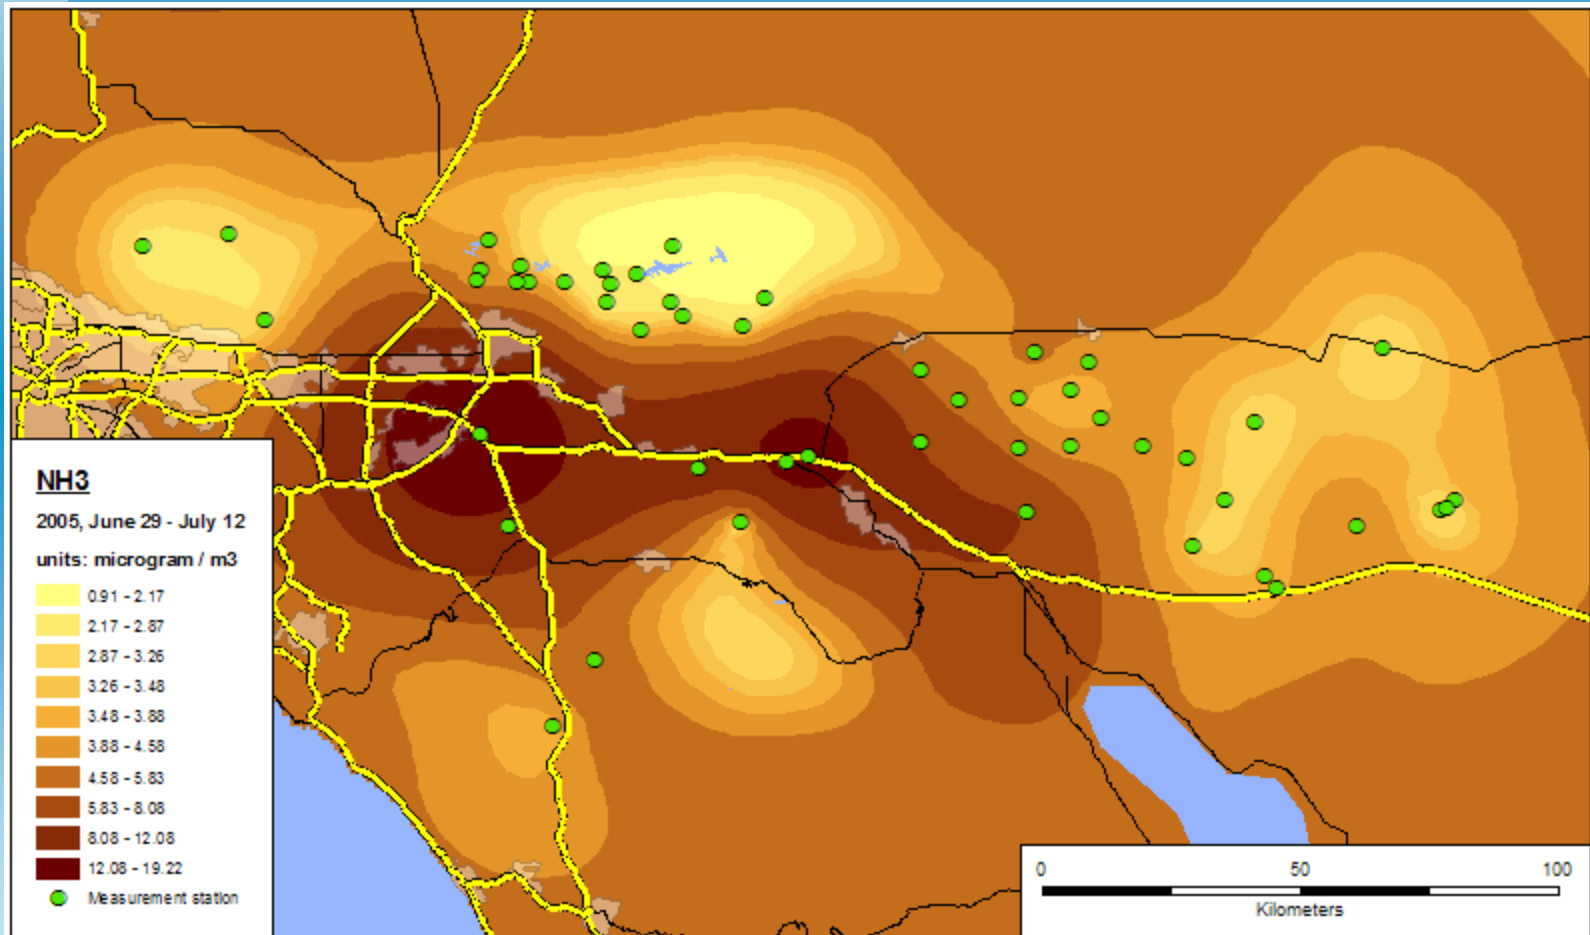 NH3
2005, June 29 - July 12
units: microgram / m3
0.91 - 2.17
2.17 - 2.87
2.87 - 3.26
3.26 - 3.48
3.48 - 3.88
3.88 - 4.58
4.58 - 5.83
5.83 - 8.08
8.08 - 12.08
12.08 - 19.22
Measurement station
0 50 100
Kilometers